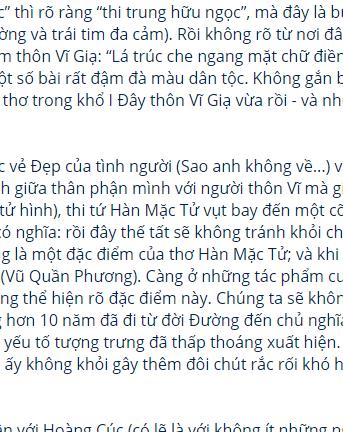 c” thì rõ ràng “thi trung hữu ngọc”, mà đây là b
ờng và trái tim đa cảm). Rồi không rõ từ nơi đâ
m thôn Vĩ Giạ: “Lá trúc che ngang mặt chữ điề
ột số bài rất đậm đà màu dân tộc. Không gắn b
thơ trong khổ I Đây thôn Vĩ Giạ vừa rồi - và nh
c vẻ Đẹp của tình người (Sao anh không về...) v
h giữa thân phận mình với người thôn Vĩ mà g
tử hình), thi tứ Hàn Mặc Tử vụt bay đến một cõ
có nghĩa: rồi đây thế tất sẽ không tránh khỏi ch
g là một đặc điểm của thơ Hàn Mặc Tử; và khi
(Vũ Quần Phương). Càng ở những tác phẩm cu
ng thể hiện rõ đặc điểm này. Chúng ta sẽ khôn
g hơn 10 năm đã đi từ đời Đường đến chủ nghĩ
yếu tố tượng trưng đã thấp thoáng xuất hiện.
ấy không khỏi gây thêm đôi chút rắc rối khó h
ận với Hoàng Cúc (có lẽ là với không ít những n